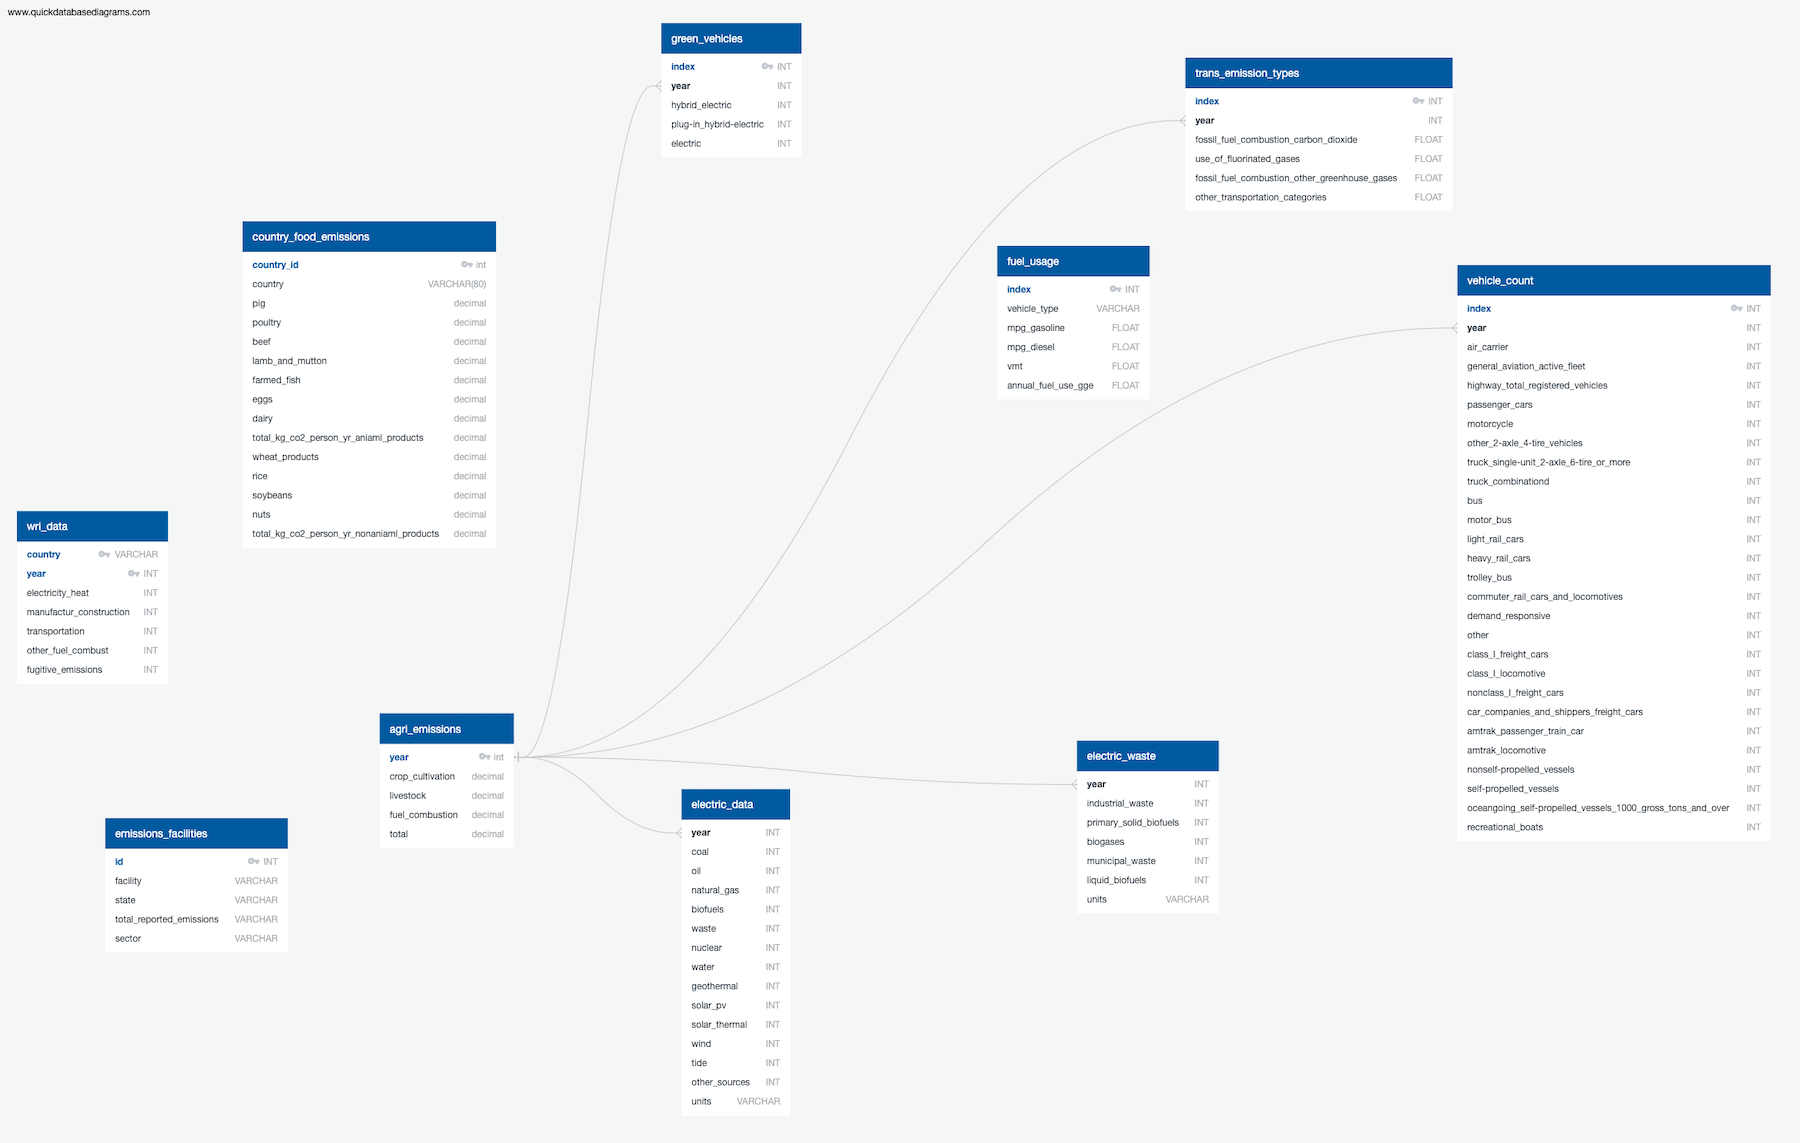 www.quickdatabasediagrams.com
green_vehicles
index INT
year INT
hybrid_electric INT
plug-in_hybrid-electric INT
electric INT
trans_emission_types
index INT
year INT
fossil_fuel_combustion_carbon_dioxide FLOAT
use_of_fluorinated_gases FLOAT
fossil_fuel_combustion_other_greenhouse_gases FLOAT
other_transportation_categories FLOAT
country_food_emissions
country_id int
country VARCHAR(80)
pig decimal
poultry decimal
beef decimal
lamb_and_mutton decimal
farmed_fish decimal
eggs decimal
dairy decimal
total_kg_co2_person_yr_aniaml_products decimal
wheat_products decimal
rice decimal
soybeans decimal
nuts decimal
total_kg_co2_person_yr_nonaniaml_products decimal
fuel_usage
index INT
vehicle_type VARCHAR
mpg_gasoline FLOAT
mpg_diesel FLOAT
vmt FLOAT
annual_fuel_use_gge FLOAT
vehicle_count
index INT
year INT
air_carrier INT
general_aviation_active_fleet INT
highway_total_registered_vehicles INT
passenger_cars INT
motorcycle INT
other_2-axle_4-tire_vehicles INT
truck_single-unit_2-axle_6-tire_or_more INT
truck_combinationd INT
bus INT
motor_bus INT
light_rail_cars INT
heavy_rail_cars INT
trolley_bus INT
commuter_rail_cars_and_locomotives INT
demand_responsive INT
other INT
class_I_freight_cars INT
class_I_locomotive INT
nonclass_I_freight_cars INT
car_companies_and_shippers_freight_cars INT
amtrak_passenger_train_car INT
amtrak_locomotive INT
nonself-propelled_vessels INT
self-propelled_vessels INT
oceangoing_self-propelled_vessels_1000_gross_tons_and_over INT
recreational_boats INT
wri_data
country VARCHAR
year INT
electricity_heat INT
manufactur_construction INT
transportation INT
other_fuel_combust INT
fugitive_emissions INT
agri_emissions
year int
crop_cultivation decimal
livestock decimal
fuel_combustion decimal
total decimal
electric_waste
year INT
industrial_waste INT
primary_solid_biofuels INT
biogases INT
municipal_waste INT
liquid_biofuels INT
units VARCHAR
electric_data
year INT
coal INT
oil INT
natural_gas INT
biofuels INT
waste INT
nuclear INT
water INT
geothermal INT
solar_pv INT
solar_thermal INT
wind INT
tide INT
other_sources INT
units VARCHAR
emissions_facilities
id INT
facility VARCHAR
state VARCHAR
total_reported_emissions VARCHAR
sector VARCHAR